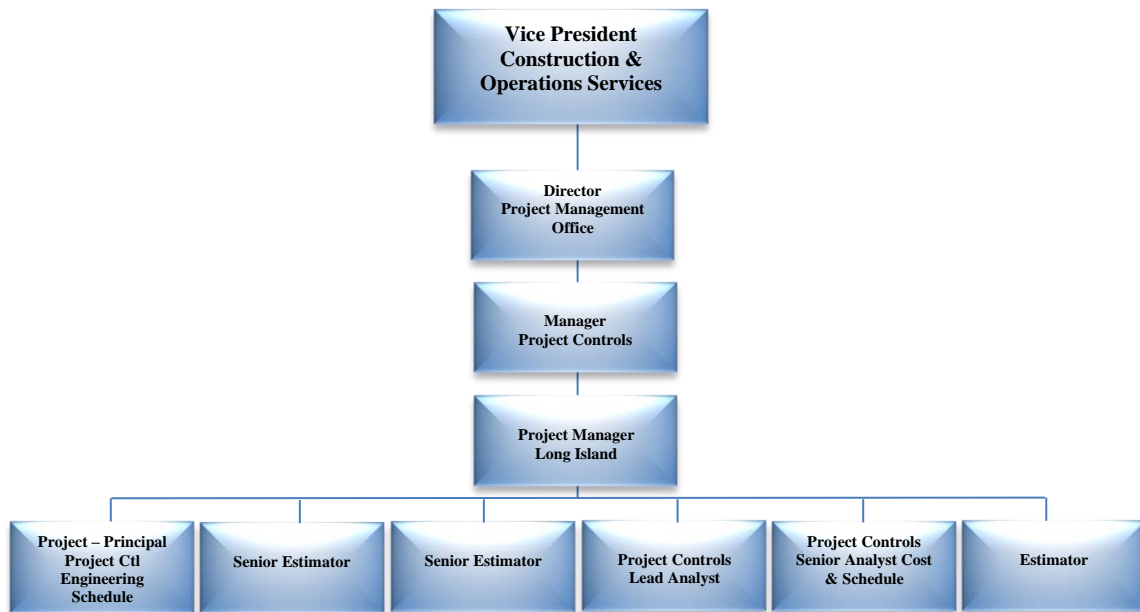 Vice President
Construction &
Operations Services
Director
Project Management
Office
Manager
Project Controls
Project Manager
Long Island
Project – Principal
Project Ctl
Engineering
Schedule
Senior Estimator
Senior Estimator
Project Controls
Lead Analyst
Project Controls
Senior Analyst Cost
& Schedule
Estimator